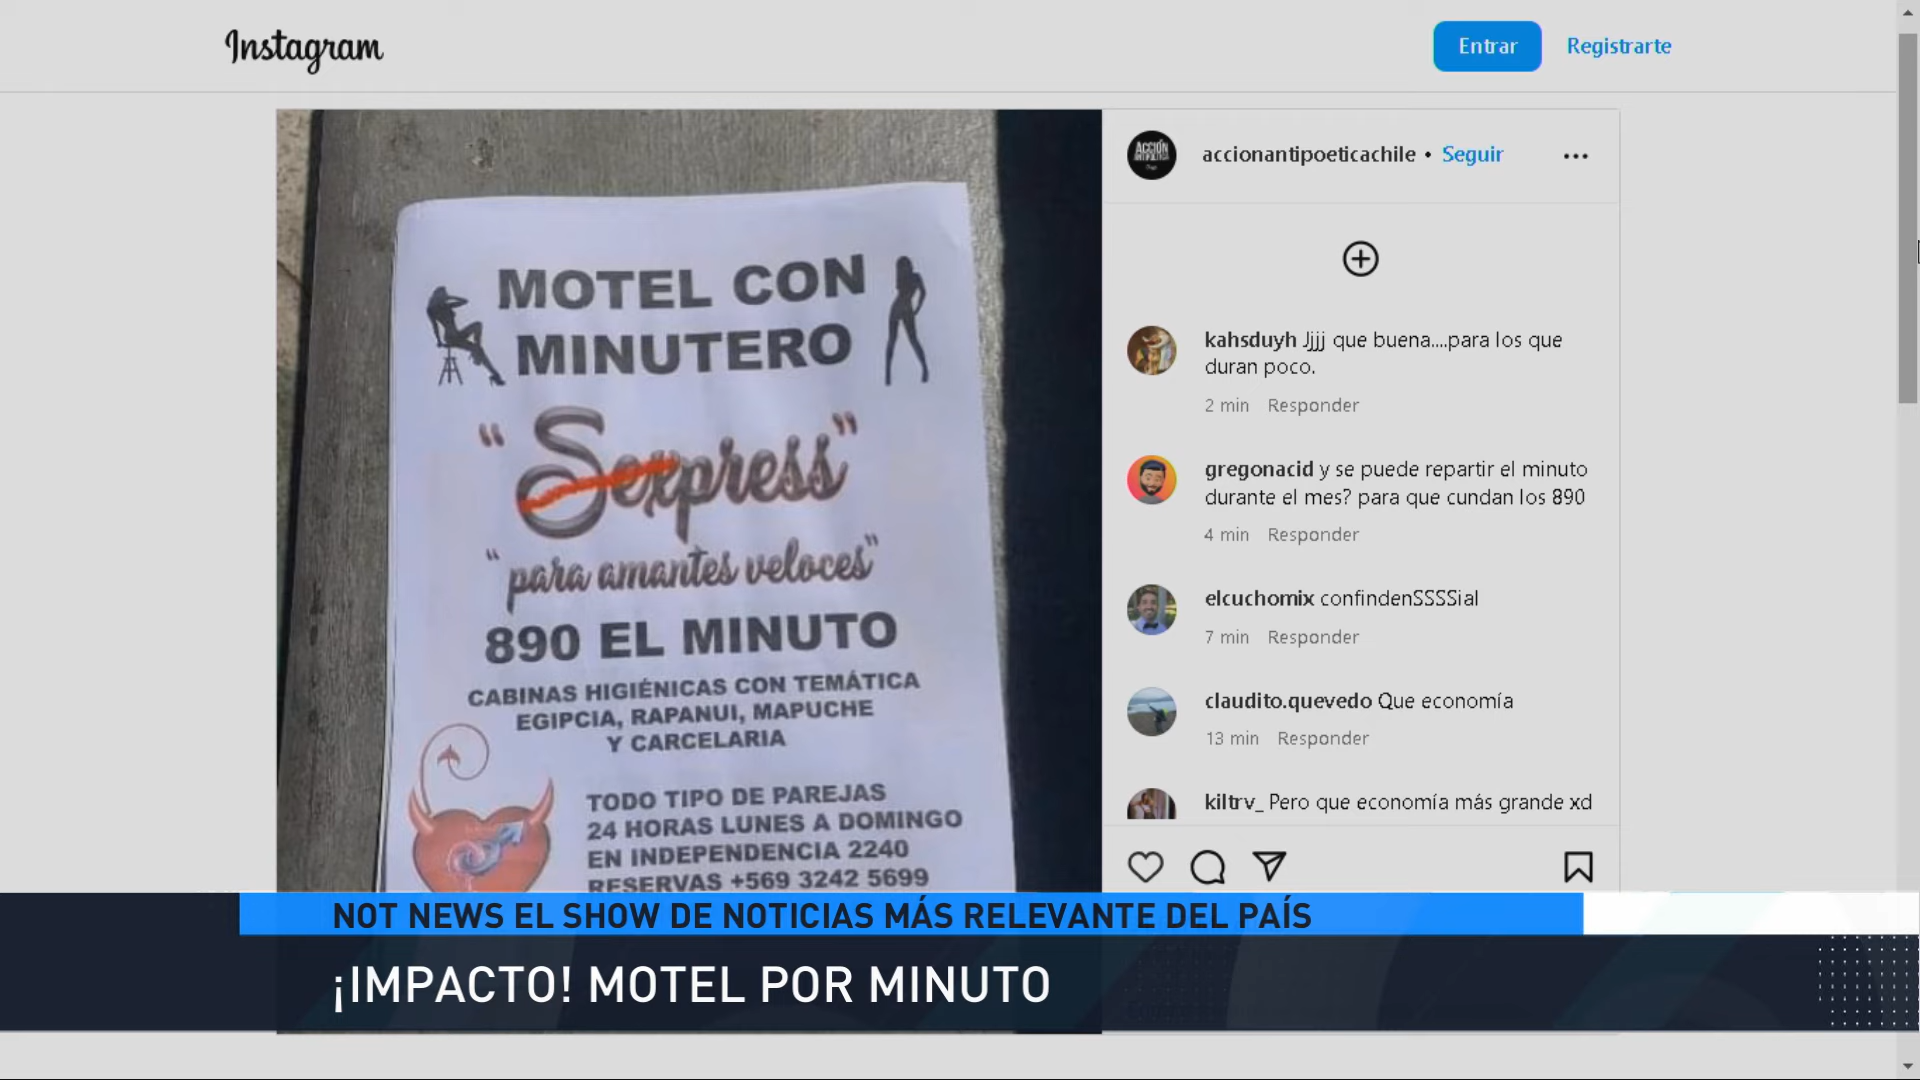 Instagram
Entrar
Registrarte
MOTEL CON
MINUTERO
"Sexpress"
"para amantes veloces"
890 EL MINUTO
CABINAS HIGIÉNICAS CON TEMÁTICA
EGIPCIA, RAPANUI, MAPUCHE
Y CARCELARIA
TODO TIPO DE PAREJAS
24 HORAS LUNES A DOMINGO
EN INDEPENDENCIA 2240
RESERVAS +569 3242 5699
ACCIÓN
accionantipoeticachile • Seguir
kahsduyh Jjjj que buena....para los que
duran poco.
2 min Responder
gregonacid y se puede repartir el minuto
durante el mes? para que cundan los 890
4 min Responder
elcuchomix confindenSSSSial
7 min Responder
claudito.quevedo Que economía
13 min Responder
kiltrv_ Pero que economía más grande xd
NOT NEWS EL SHOW DE NOTICIAS MÁS RELEVANTE DEL PAÍS
¡IMPACTO! MOTEL POR MINUTO